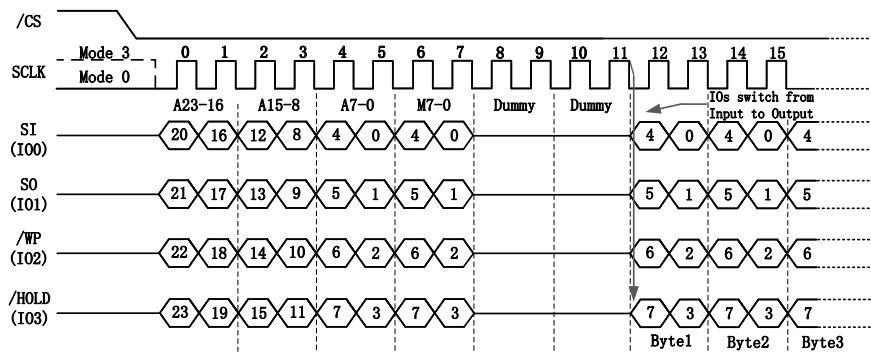 /CS
Mode 3 0 1 2 3 4 5 6 7 8 9 10 11 12 13 14 15
SCLK
Mode 0
A23-16 A15-8 A7-0 M7-0 Dummy Dummy IOs switch from
Input to Output
SI
(IO0) 20 16 12 8 4 0 4 0 4 0 4 0 4
SO
(IO1) 21 17 13 9 5 1 5 1 5 1 5 1 5
/WP
(IO2) 22 18 14 10 6 2 6 2 6 2 6 2 6
/HOLD
(IO3) 23 19 15 11 7 3 7 3 7 3 7 3 7
Byte1 Byte2 Byte3